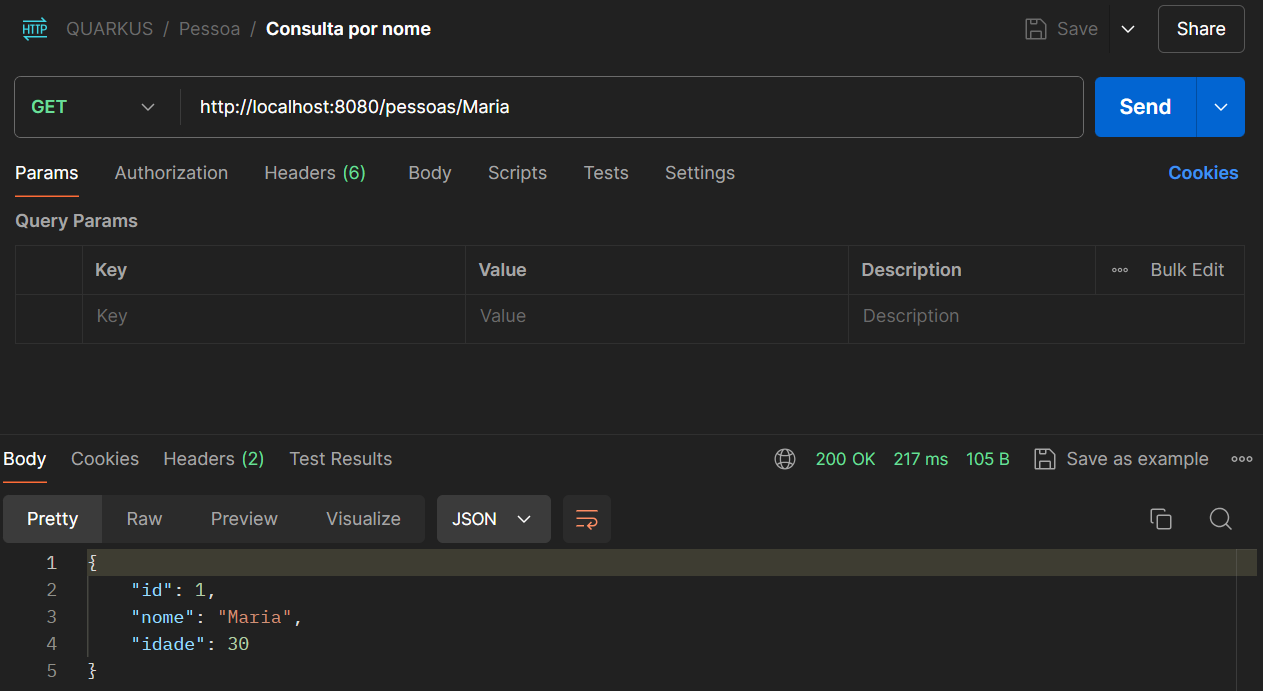 HTTP QUARKUS / Pessoa / Consulta por nome Save Share
GET http://localhost:8080/pessoas/Maria Send
Params Authorization Headers (6) Body Scripts Tests Settings Cookies
Query Params
Key Value Description Bulk Edit
Key Value Description
Body Cookies Headers (2) Test Results 200 OK 217 ms 105 B Save as example
Pretty Raw Preview Visualize JSON
1 {
2 "id": 1,
3 "nome": "Maria",
4 "idade": 30
5 }